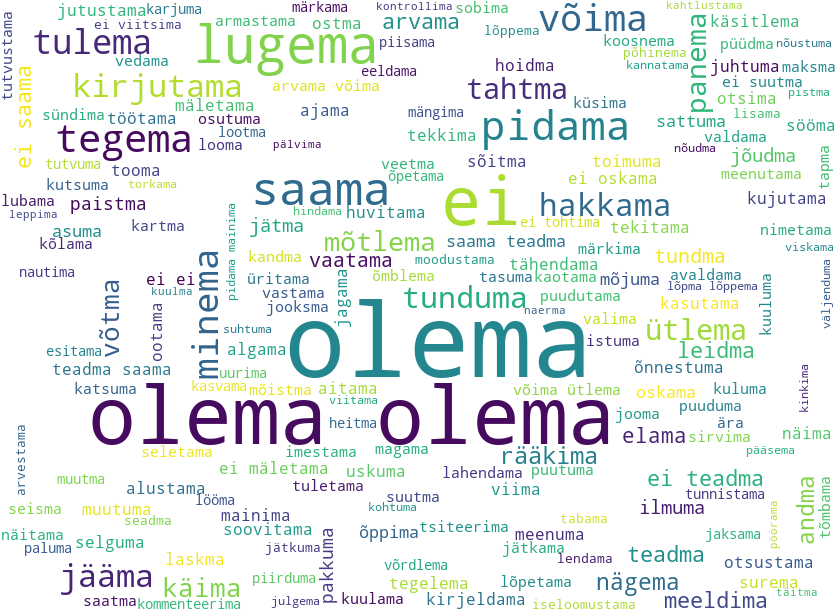 jutustama
karjuma
märkama
kontrollima
sobima
kahtlustama
tutvustama
ei viitsima
armastama
ostma
arvama
lõppema
võima
koosnema
panema
käsitlema
tulema
lugema
piisama
põhinema
püüdma
nõustuma
vedama
eeldama
hoidma
kannatama
juhtuma
maksma
ei saama
kirjutama
arvama võima
tahtma
ei suutma
pistma
mäletama
küsima
otsima
sündima
töötama
osutuma
ajama
mängima
pidama
sattuma
lisama
sööma
tegema
looma
lootma
pälvima
tekkima
valdama
nõudma
jõudma
tapma
tutvuma
tooma
veetma
sõitma
toimuma
meenutama
kutsuma
torkama
saama
õpetama
ei
ei oskama
lubama
paistma
hakkama
kujutama
leppima
hindama
huvitama
ei tohtima
tekitama
asuma
kartma
pidama mainima
jätma
mõtlema
saama teadma
nimetama
kõlama
minema
kandma
vaatama
moodustama
tähendama
märkima
tundma
viskama
nautima
ei ei
üritama
jagama
õmblema
tasuma
kaotama
mõjuma
avaldama
väljenduma
kuulma
vastama
tunduma
puudutama
lõpma lõppema
kuuluma
võtma
jooksma
naerma
kasutama
ootama
suhtuma
olema
valima
ütlema
esitama
algama
istuma
leidma
teadma saama
uurima
õnnestuma
katsuma
kasvama
mõistma
aitama
võima ütlema
oskama
kuluma
kinkima
olema
viitama
olema
puuduma
heitma
jooma
ära
arvestama
elama
sirvima
näima
seletama
imestama
magama
rääkima
pääsema
ei mäletama
uskuma
lahendama
puutuma
ei teadma
muutma
alustama
tuletama
viima
tunnistama
tõmbama
seisma
muutuma
lööma
suutma
ilmuma
andma
seadma
mainima
kohtuma
tabama
pöörama
näitama
soovitama
õppima
tsiteerima
meenuma
jaksama
paluma
selguma
jätkuma
pakkuma
jätkama
teadma
laskma
võrdlema
lendama
otsustama
jääma
käima
piirduma
tegelema
lõpetama
nägema
surema
saatma
kommenteerima
julgema
kuulama
kirjeldama
iseloomustama
meeldima
taitma